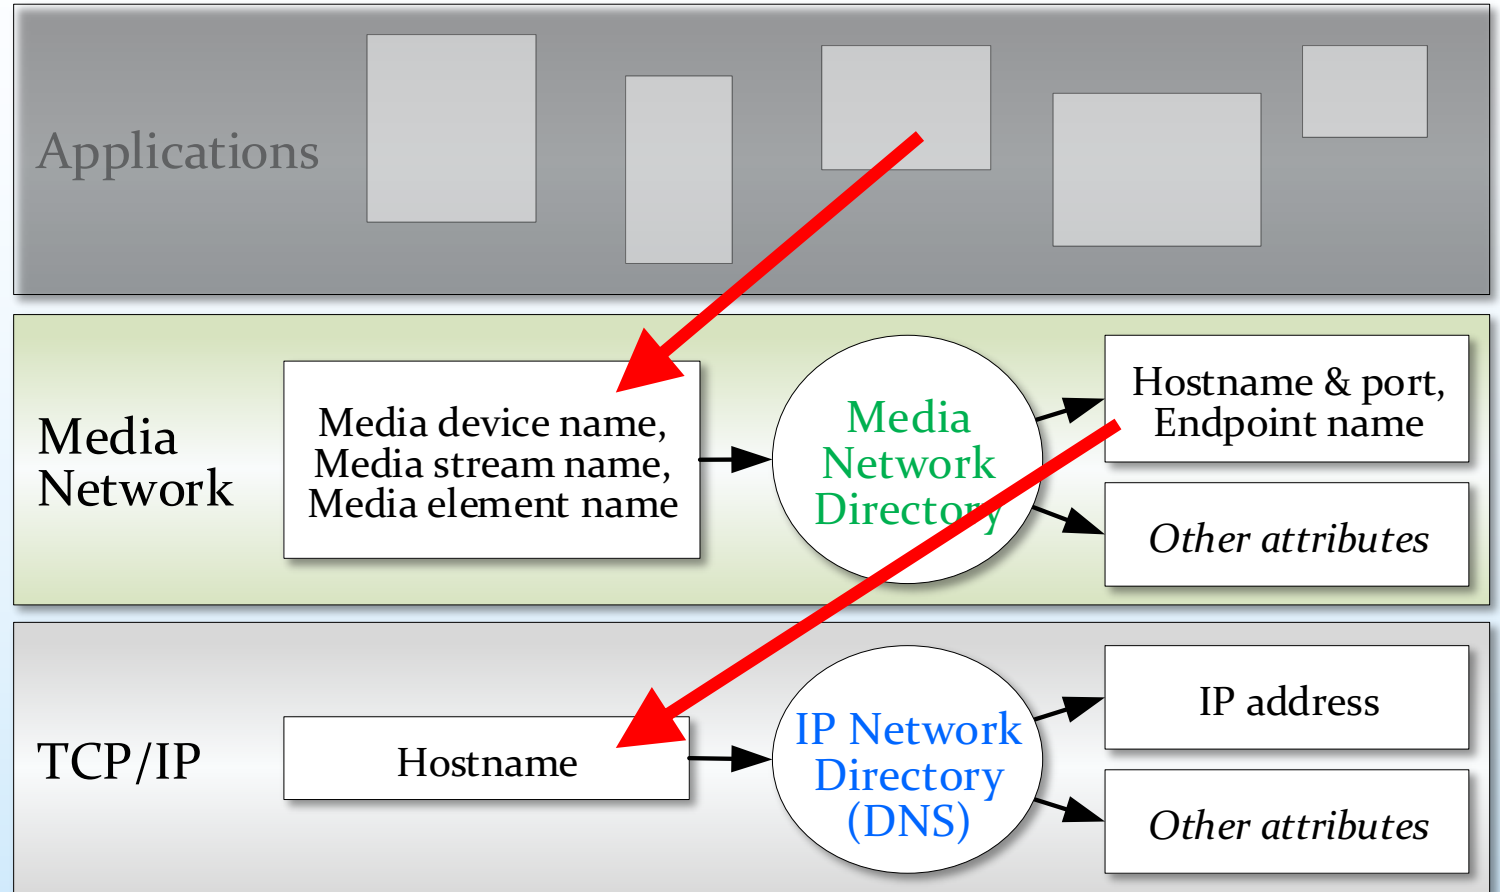 Applications
Media
Network
Media device name,
Media stream name,
Media element name
Media
Network
Directory
Hostname & port,
Endpoint name
Other attributes
TCP/IP
Hostname
IP Network
Directory
(DNS)
IP address
Other attributes